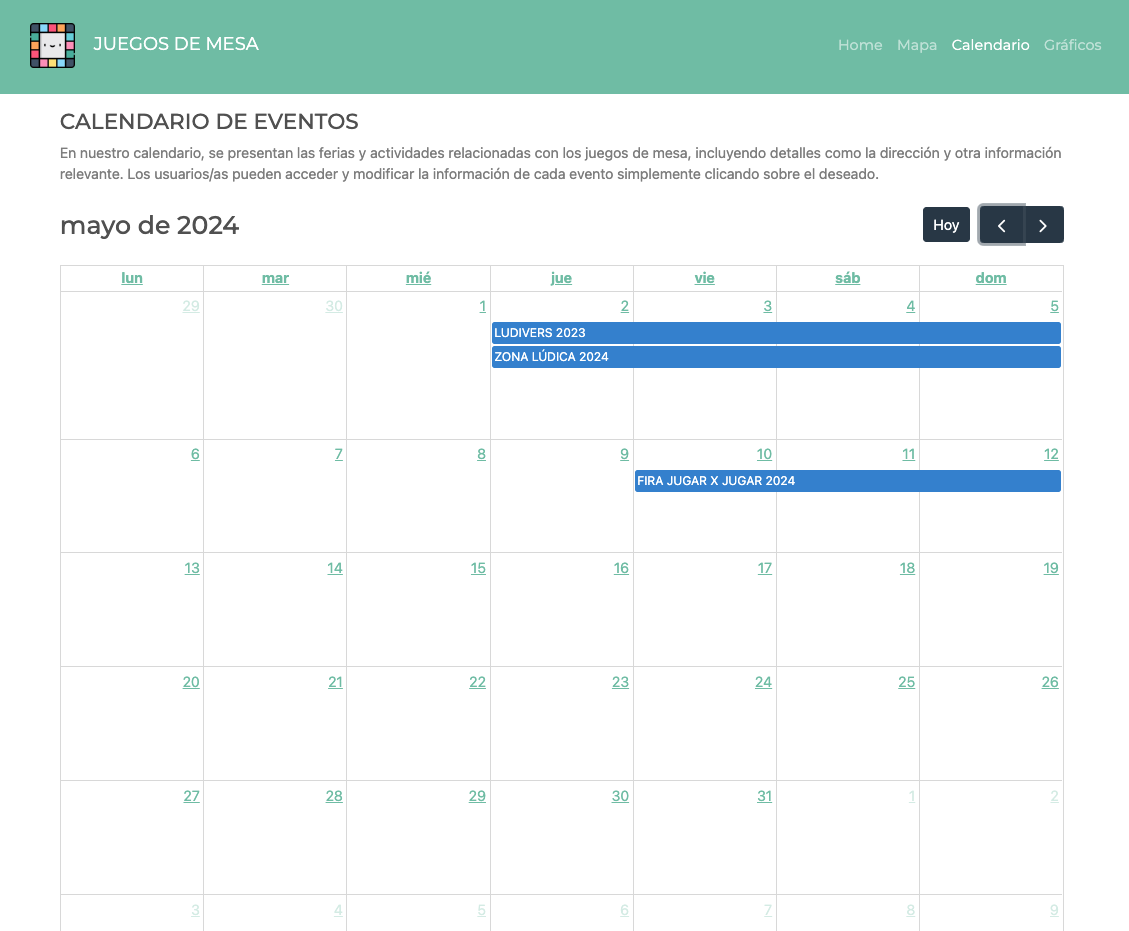 JUEGOS DE MESA
Home Mapa Calendario Gráficos
CALENDARIO DE EVENTOS
En nuestro calendario, se presentan las ferias y actividades relacionadas con los juegos de mesa, incluyendo detalles como la dirección y otra información
relevante. Los usuarios/as pueden acceder y modificar la información de cada evento simplemente clicando sobre el deseado.
mayo de 2024
Hoy
lun mar mié jue vie sáb dom
29 30 1 2 3 4 5
LUDIVERS 2023
ZONA LÚDICA 2024
6 7 8 9 10 11 12
FIRA JUGAR X JUGAR 2024
13 14 15 16 17 18 19
20 21 22 23 24 25 26
27 28 29 30 31 1 2
3 4 5 6 7 8 9